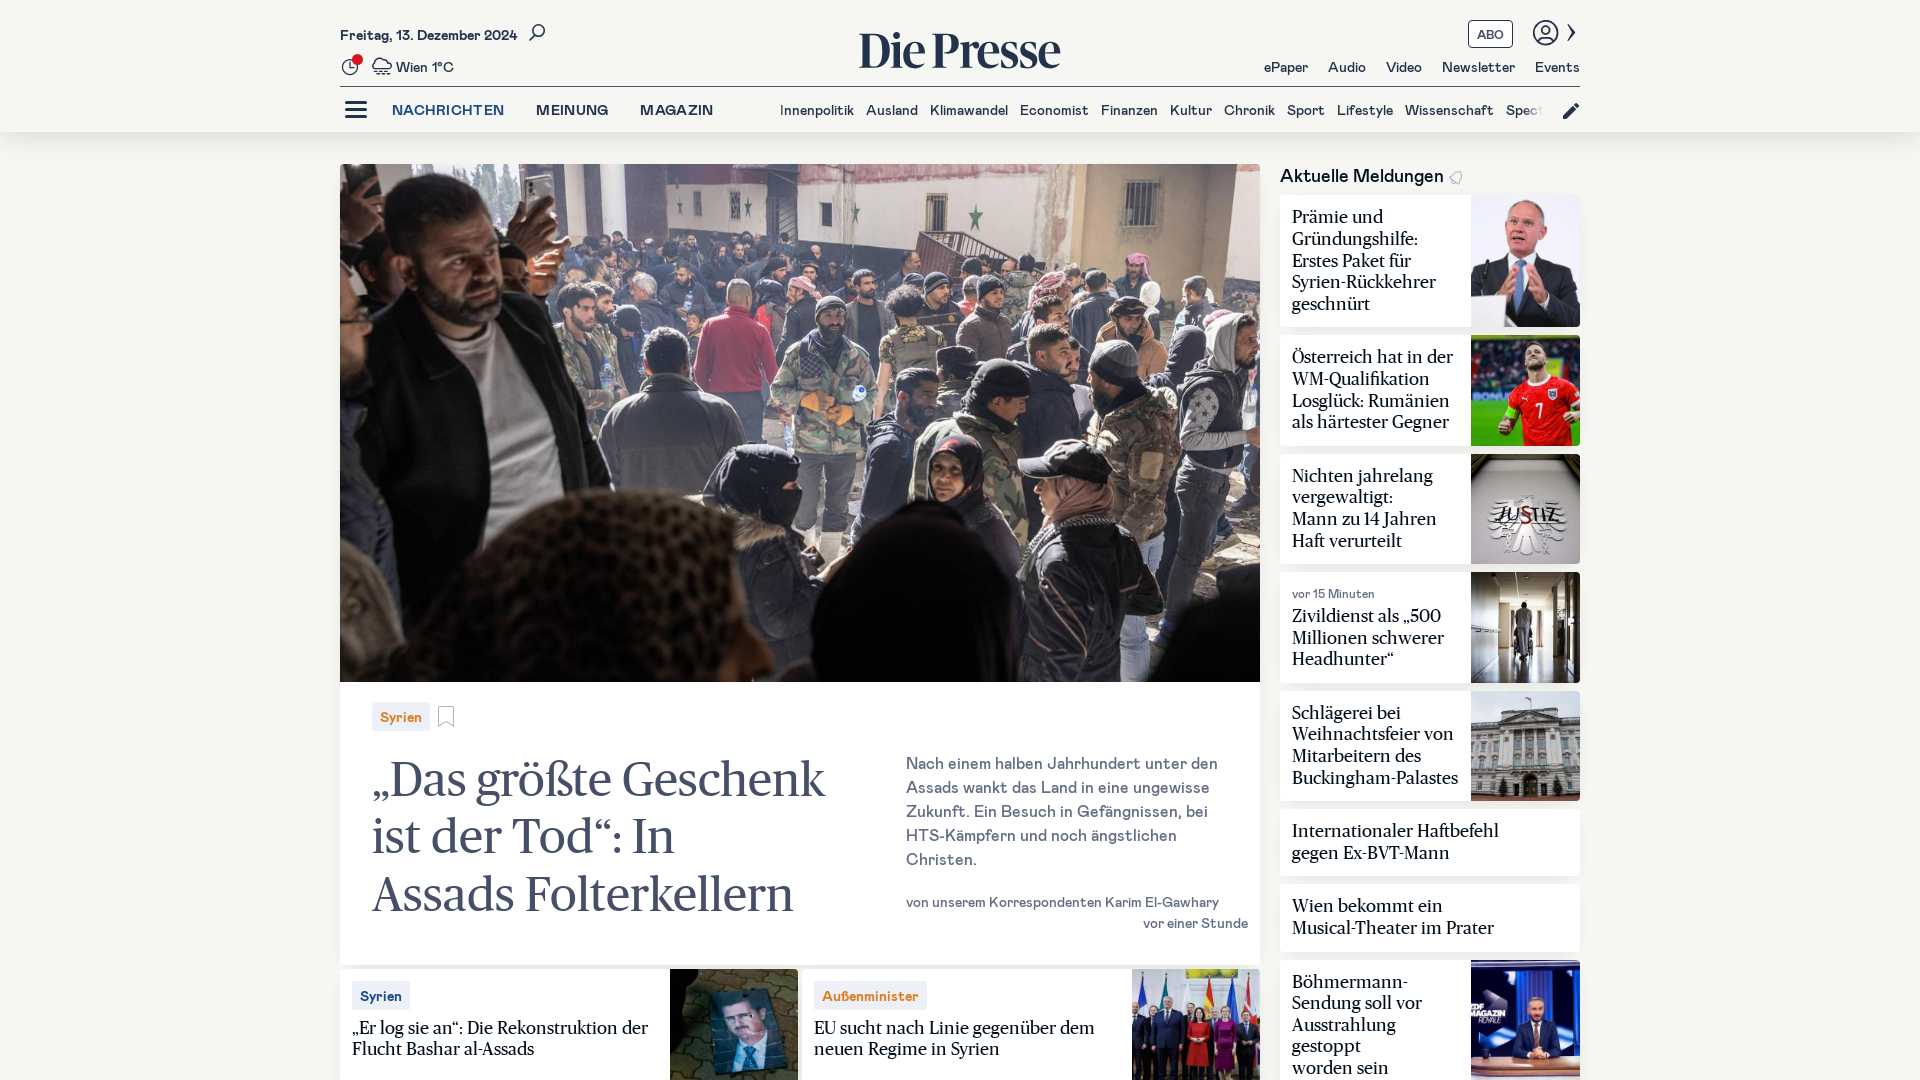 Freitag, 13. Dezember 2024
Die Presse
ABO
Wien 1°C
ePaper
Audio
Video
Newsletter
Events
NACHRICHTEN
MEINUNG
MAGAZIN
Innenpolitik
Ausland
Klimawandel
Economist
Finanzen
Kultur
Chronik
Sport
Lifestyle
Wissenschaft
Spect
Syrien
„Das größte Geschenk
ist der Tod“: In
Assads Folterkellern
Nach einem halben Jahrhundert unter den
Assads wankt das Land in eine ungewisse
Zukunft. Ein Besuch in Gefängnissen, bei
HTS-Kämpfern und noch ängstlichen
Christen.
von unserem Korrespondenten Karim El-Gawhary
vor einer Stunde
Syrien
„Er log sie an“: Die Rekonstruktion der
Flucht Bashar al-Assads
Außenminister
EU sucht nach Linie gegenüber dem
neuen Regime in Syrien
Aktuelle Meldungen
Prämie und
Gründungshilfe:
Erstes Paket für
Syrien-Rückkehrer
geschnürt
Österreich hat in der
WM-Qualifikation
Losglück: Rumänien
als härtester Gegner
7
Nichten jahrelang
vergewaltigt:
Mann zu 14 Jahren
Haft verurteilt
JUSTIZ
vor 15 Minuten
Zivildienst als „500
Millionen schwerer
Headhunter“
Schlägerei bei
Weihnachtsfeier von
Mitarbeitern des
Buckingham-Palastes
Internationaler Haftbefehl
gegen Ex-BVT-Mann
Wien bekommt ein
Musical-Theater im Prater
Böhmermann-
Sendung soll vor
Ausstrahlung
gestoppt
worden sein
ZDF
MAGAZIN
ROYALE